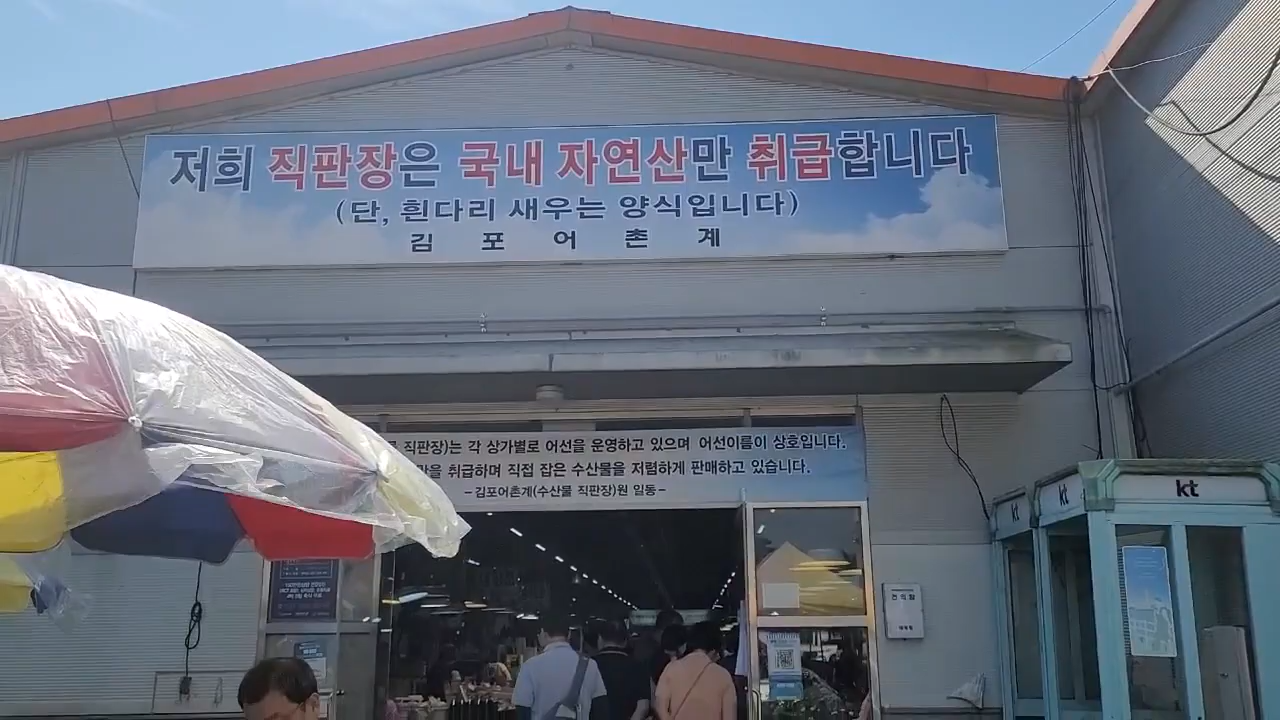 저희 직판장은 국내 자연산만 취급합니다
(단, 흰다리 새우는 양식입니다)
김포어촌계
직판장)는 각 상가별로 어선을 운영하고 있으며 어선이름이 상호입니다.
취급하며 직접 잡은 수산물을 저렴하게 판매하고 있습니다.
-김포어촌계(수산물 직판장)원 일동-
kt
kt
kt